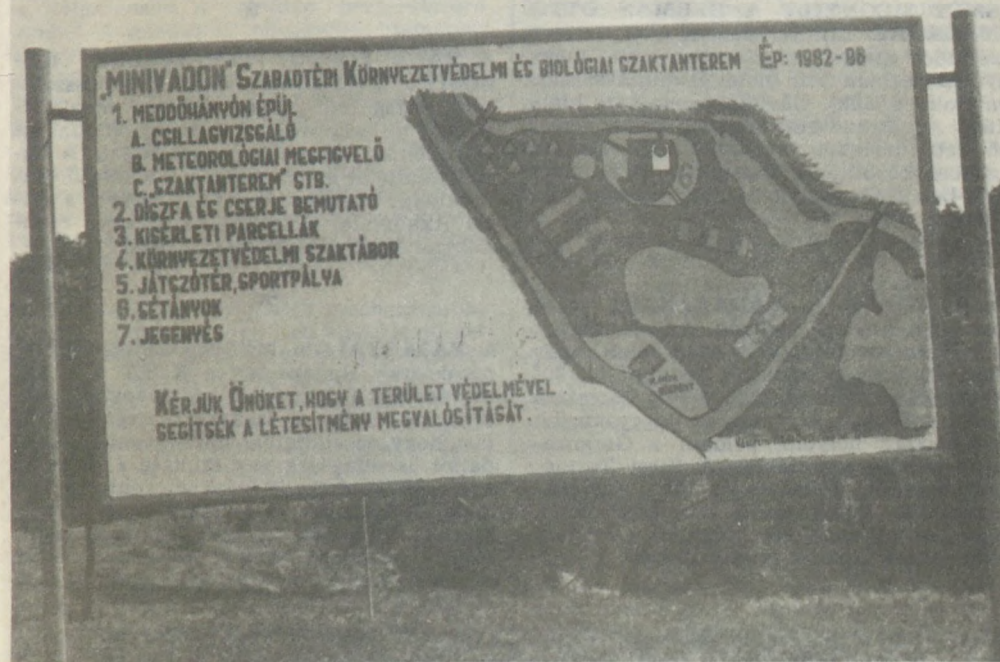 „MINIVADON" SZABADTÉRI KÖRNYEZETVÉDELMI ÉS BIOLÓGIAI SZAKTANTEREM ÉP: 1982-86
1. MEDDŐHÁNYÓN ÉPÜL
A. CSILLAGVIZSGÁLÓ
B. METEOROLÓGIAI MEGFIGYELŐ
C. „SZAKTANTEREM" STB.
2. DÍSZFA ÉS CSERJE BEMUTATÓ
3. KISÉRLETI PARCELLÁK
4. KÖRNYEZETVÉDELMI SZAKTÁBOR
5. JÁTSZÓTÉR, SPORTPÁLYA
6. SÉTÁNYOK
7. JEGENYÉS
KÉRJÜK ÖNÖKET, HOGY A TERÜLET VÉDELMÉVEL
SEGÍTSÉK A LÉTESÍTMÉNY MEGVALÓSÍTÁSÁT.